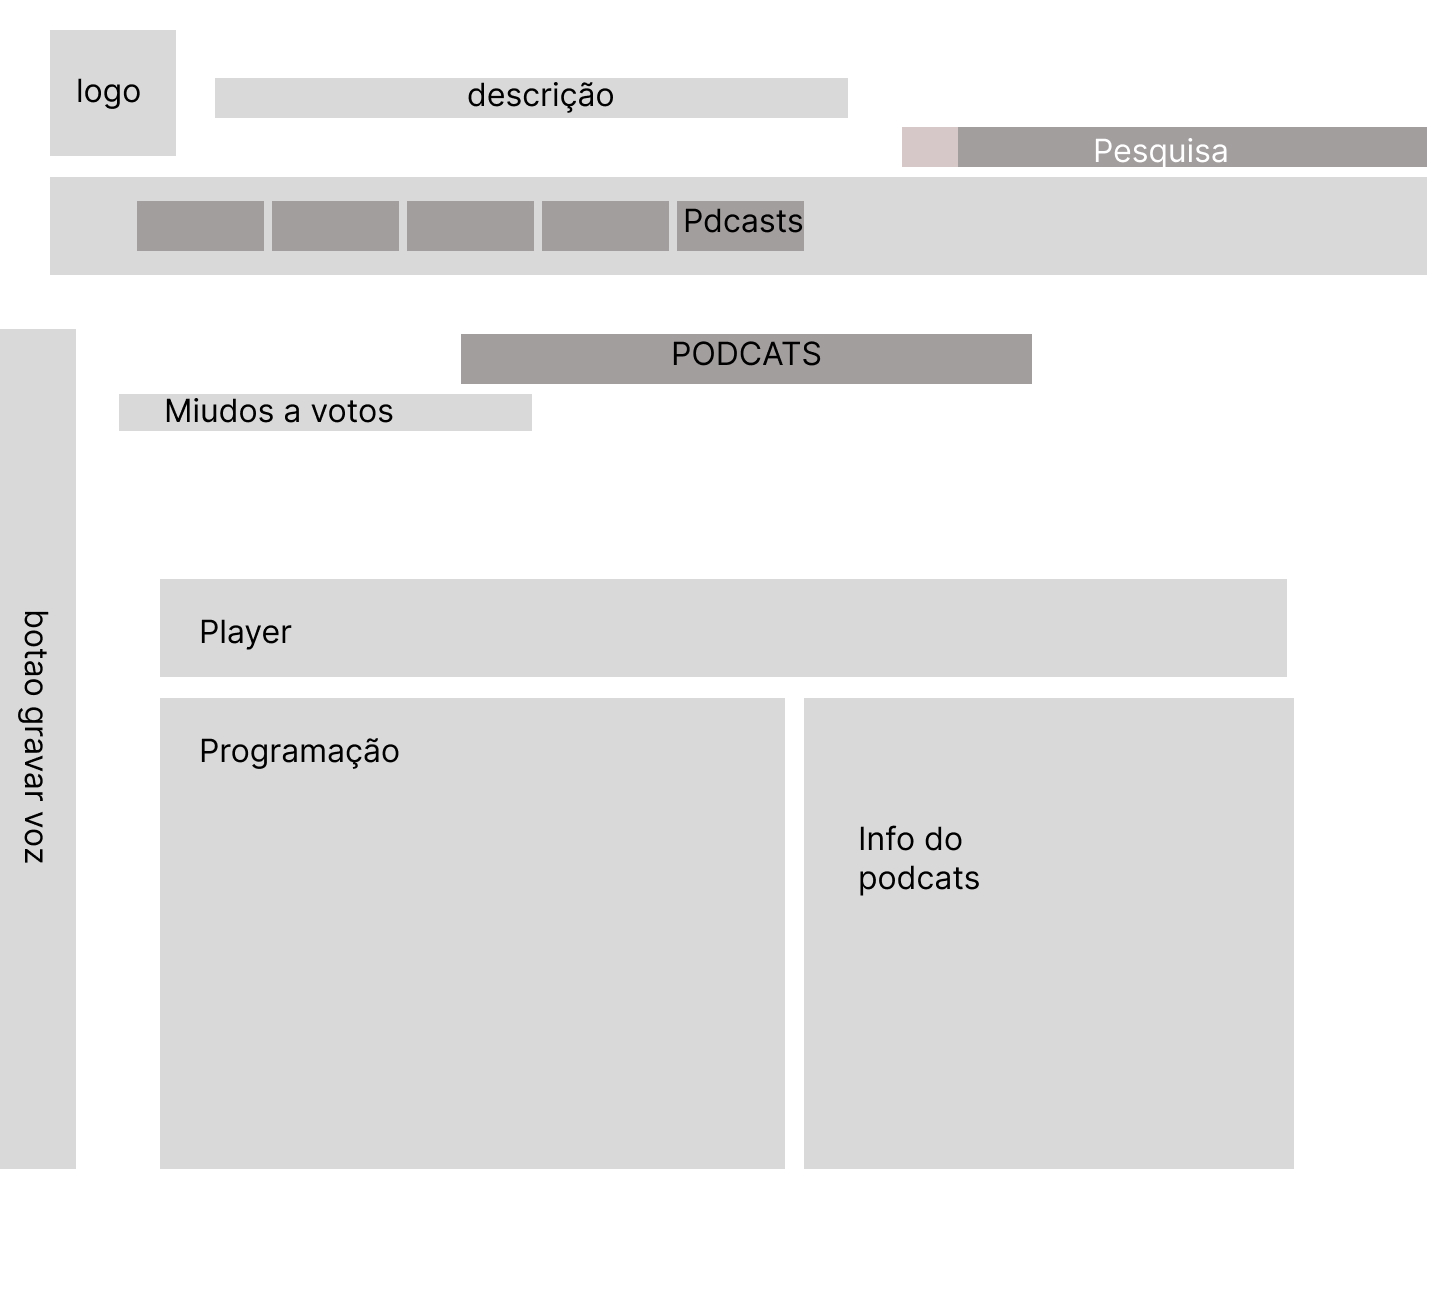 logo
descrição
Pesquisa
Pdcasts
PODCATS
Miudos a votos
botao gravar voz
Player
Programação
Info do
podcats